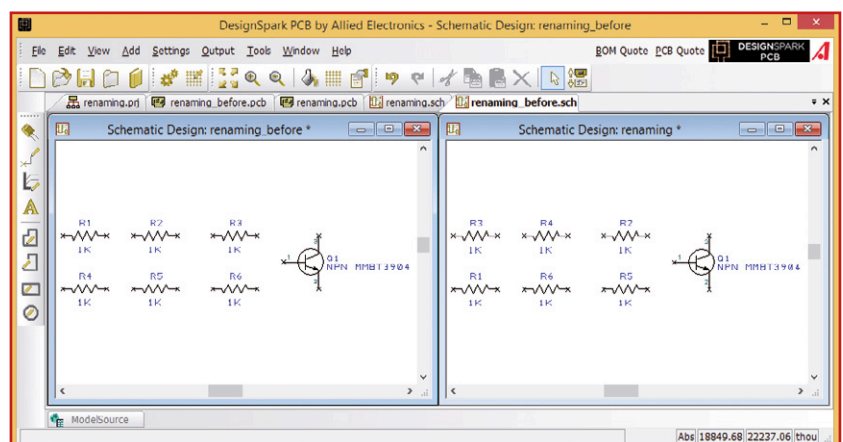 DesignSpark PCB by Allied Electronics - Schematic Design: renaming_before
File Edit View Add Settings Output Tools Window Help
BOM Quote PCB Quote DESIGNSPARK PCB
renaming.prj renaming_before.pcb renaming.pcb renaming.sch renaming_before.sch
Schematic Design: renaming_before *
R1 R2 R3
1K 1K 1K
1 Q1
NPN MMBT3904
R4 R5 R6
1K 1K 1K
Schematic Design: renaming *
R3 R4 R2
1K 1K 1K
1 Q1
NPN MMBT3904
R1 R6 R5
1K 1K 1K
ModelSource
Abs 18849.68 22237.06 thou